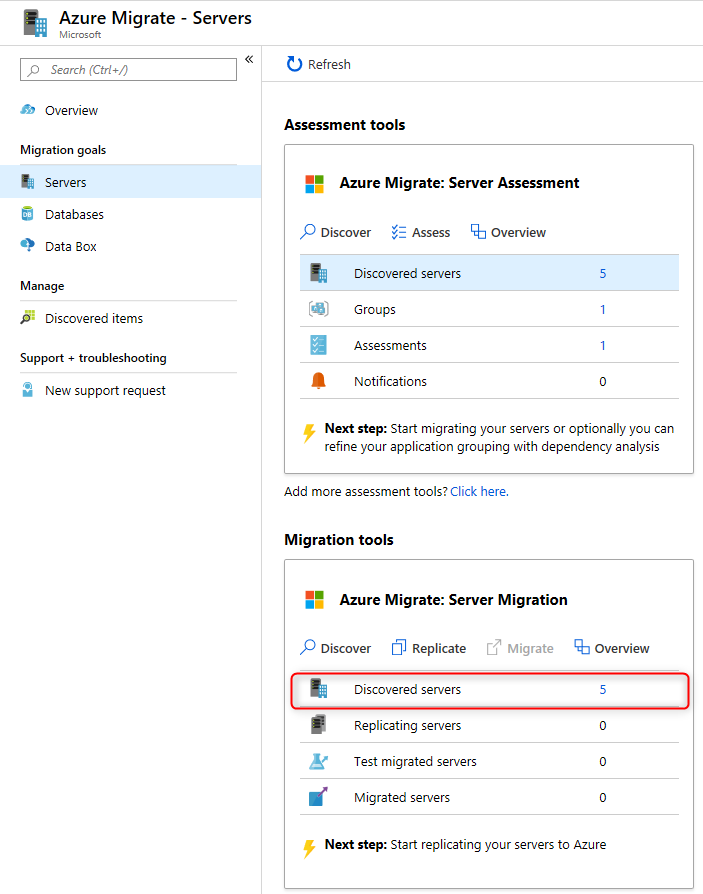 Azure Migrate - Servers
Microsoft
Search (Ctrl+/)
«
Overview
Migration goals
Servers
Databases
Data Box
Manage
Discovered items
Support + troubleshooting
New support request
Refresh
Assessment tools
Azure Migrate: Server Assessment
Discover Assess Overview
Discovered servers 5
Groups 1
Assessments 1
Notifications 0
Next step: Start migrating your servers or optionally you can
refine your application grouping with dependency analysis
Add more assessment tools? Click here.
Migration tools
Azure Migrate: Server Migration
Discover Replicate Migrate Overview
Discovered servers 5
Replicating servers 0
Test migrated servers 0
Migrated servers 0
Next step: Start replicating your servers to Azure